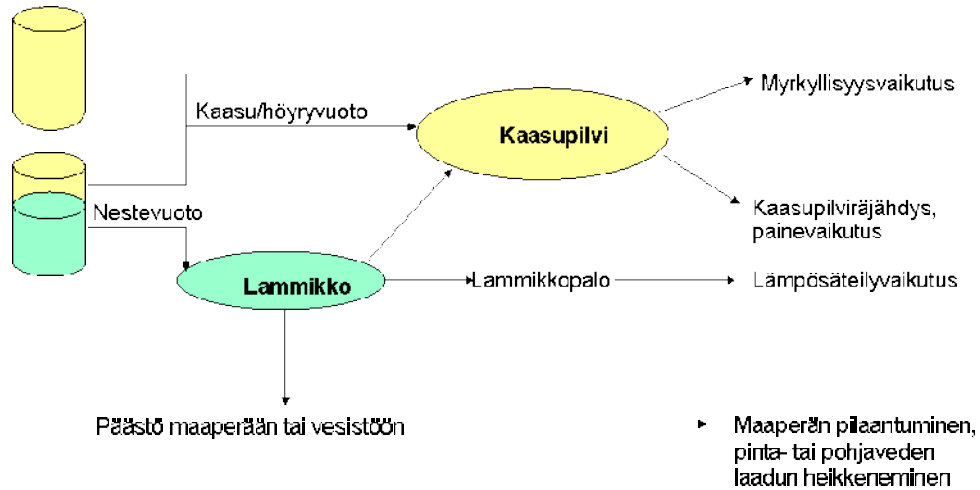 Myrkyllisyysvaikutus
Kaasu/höyryvuoto
Kaasupilvi
Nestevuoto
Kaasupilviräjähdys,
painevaikutus
Lammikko
Lammikkopalo
Lämpösäteilyvaikutus
Päästö maaperään tai vesistöön
Maaperän pilaantuminen,
pinta- tai pohjaveden
laadun heikkeneminen